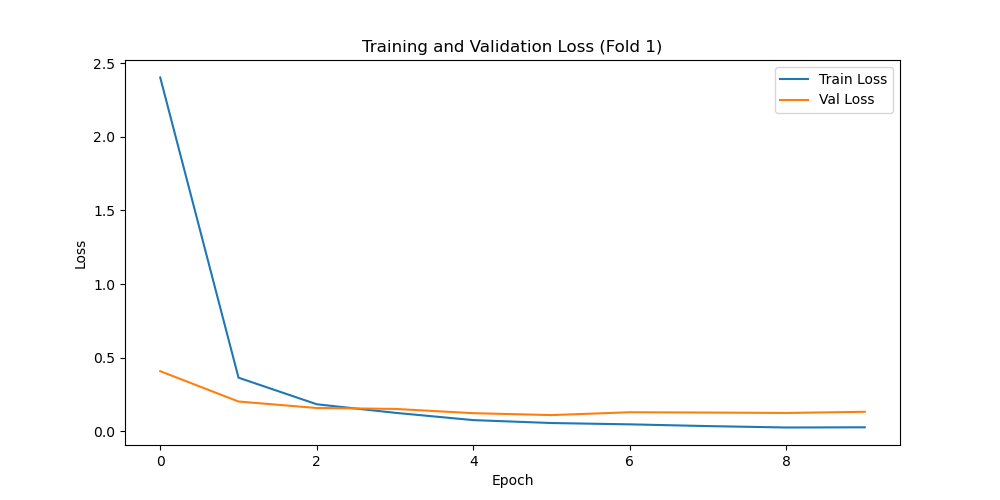 Training and Validation Loss (Fold 1)
Train Loss
Val Loss
2.5
2.0
1.5
1.0
0.5
0.0
Loss
0 2 4 6 8
Epoch